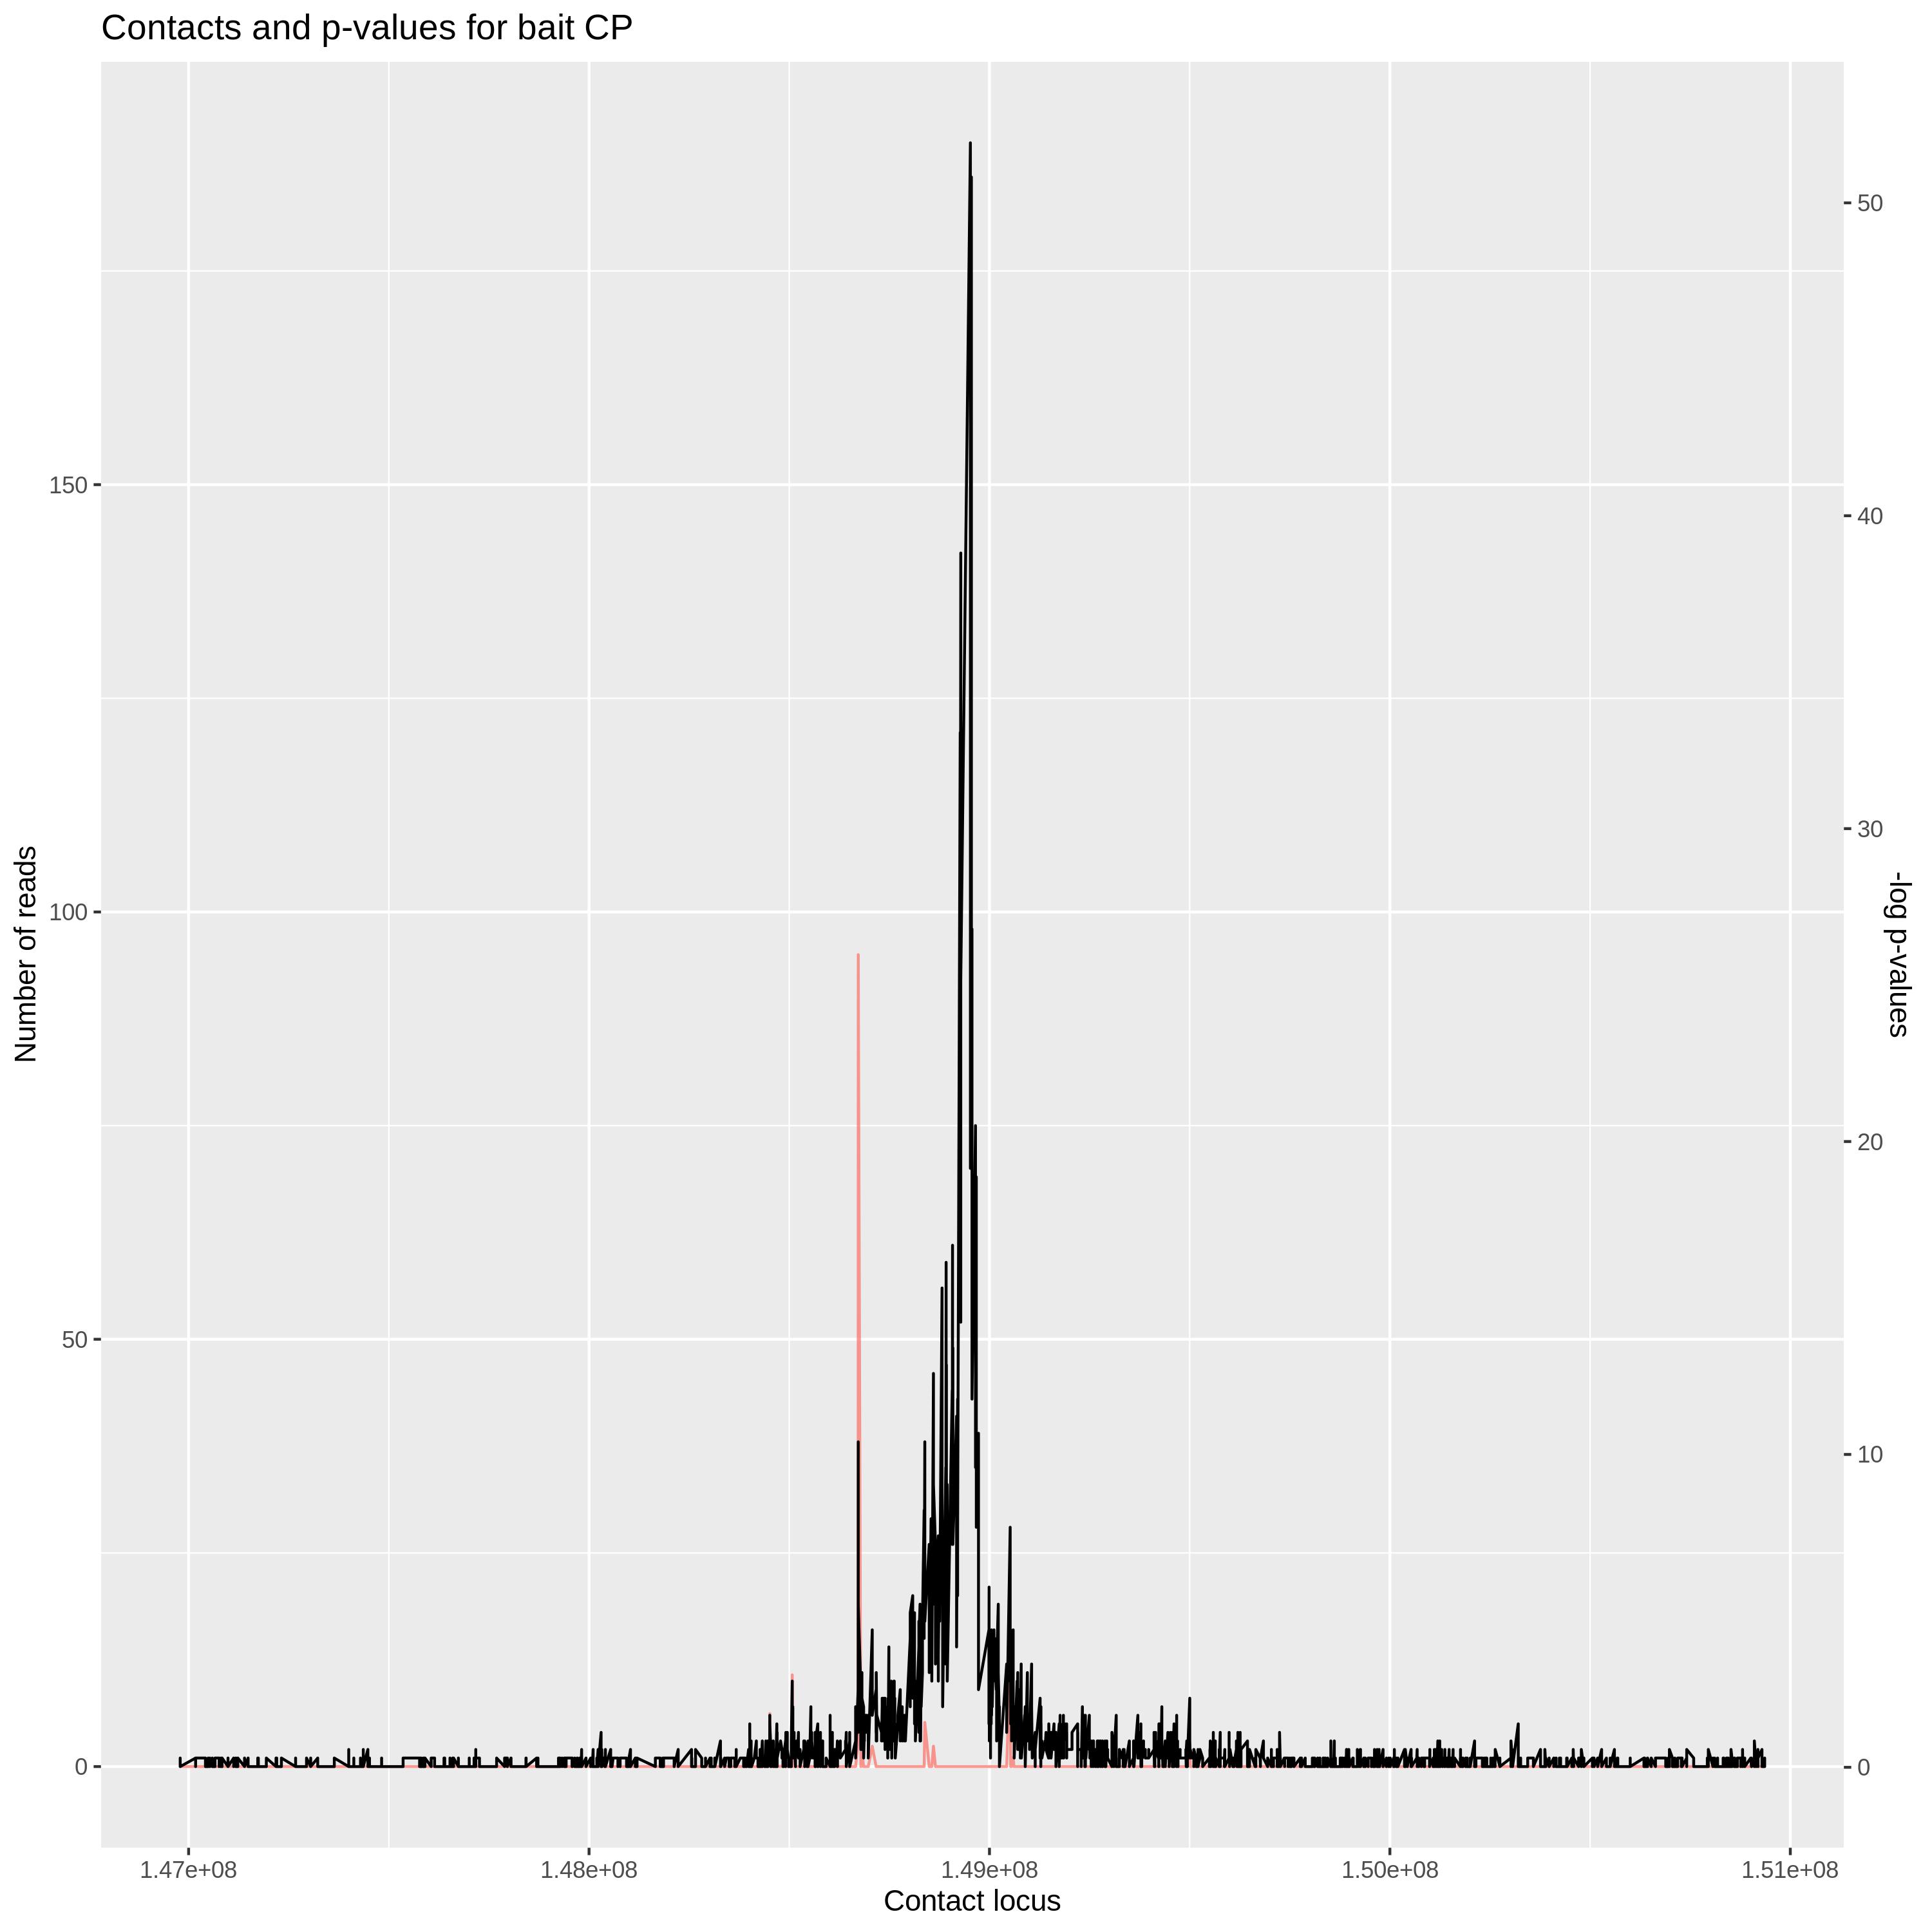 Contacts and p-values for bait CP
Number of reads
150
100
50
0
50
40
30
20
10
0
-log p-values
1.47e+08
1.48e+08
1.49e+08
1.50e+08
1.51e+08
Contact locus